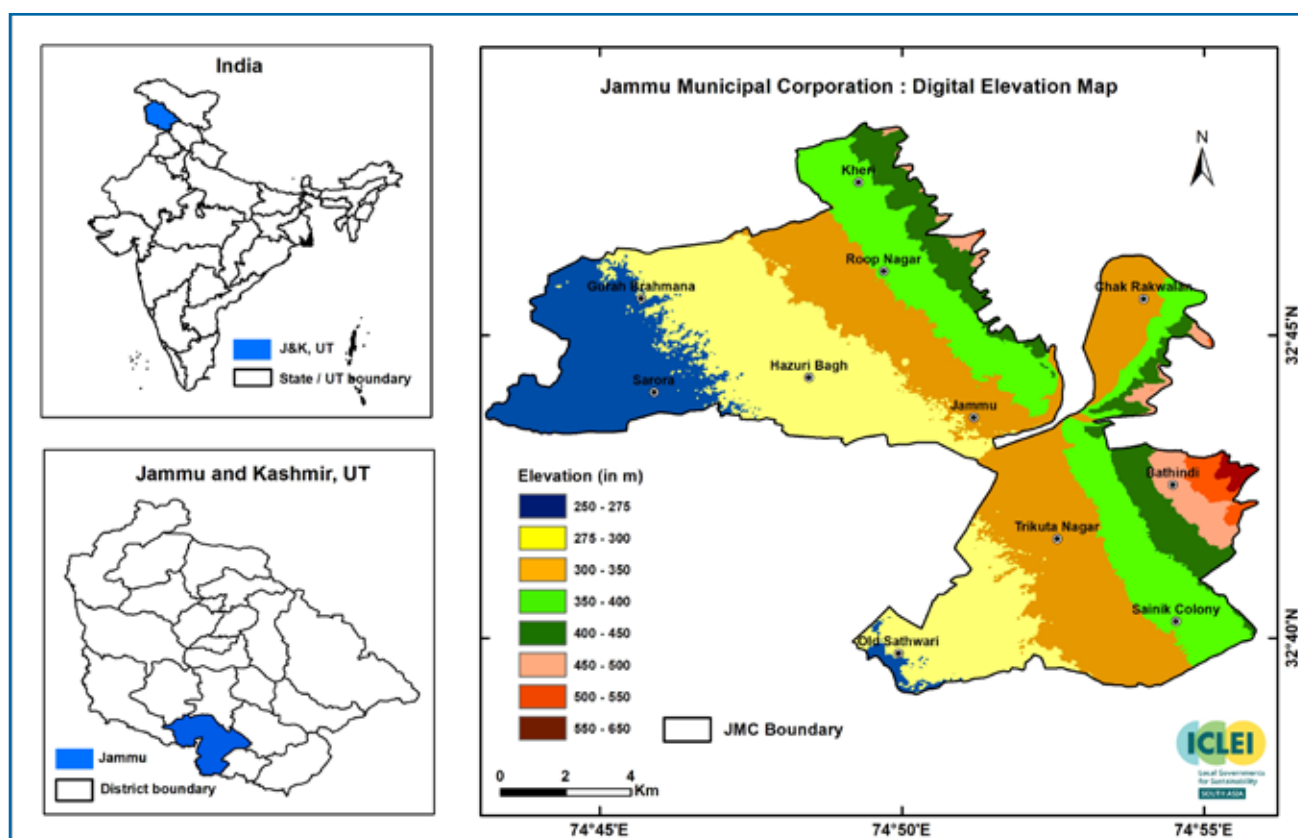 India
J&K, UT
State / UT boundary
Jammu and Kashmir, UT
Jammu
District boundary
Jammu Municipal Corporation : Digital Elevation Map
N
Kheri
Roop Nagar
Chak Rakwalan
Gurah Brahmana
Hazuri Bagh
Sarora
Jammu
Bathindi
Trikuta Nagar
Sainik Colony
Old Sathwari
Elevation (in m)
250 - 275
275 - 300
300 - 350
350 - 400
400 - 450
450 - 500
500 - 550
550 - 650
JMC Boundary
0 2 4
Km
32°45'N
32°40'N
74°45'E
74°50'E
74°55'E
ICLEI
Local Governments
for Sustainability
SOUTH ASIA